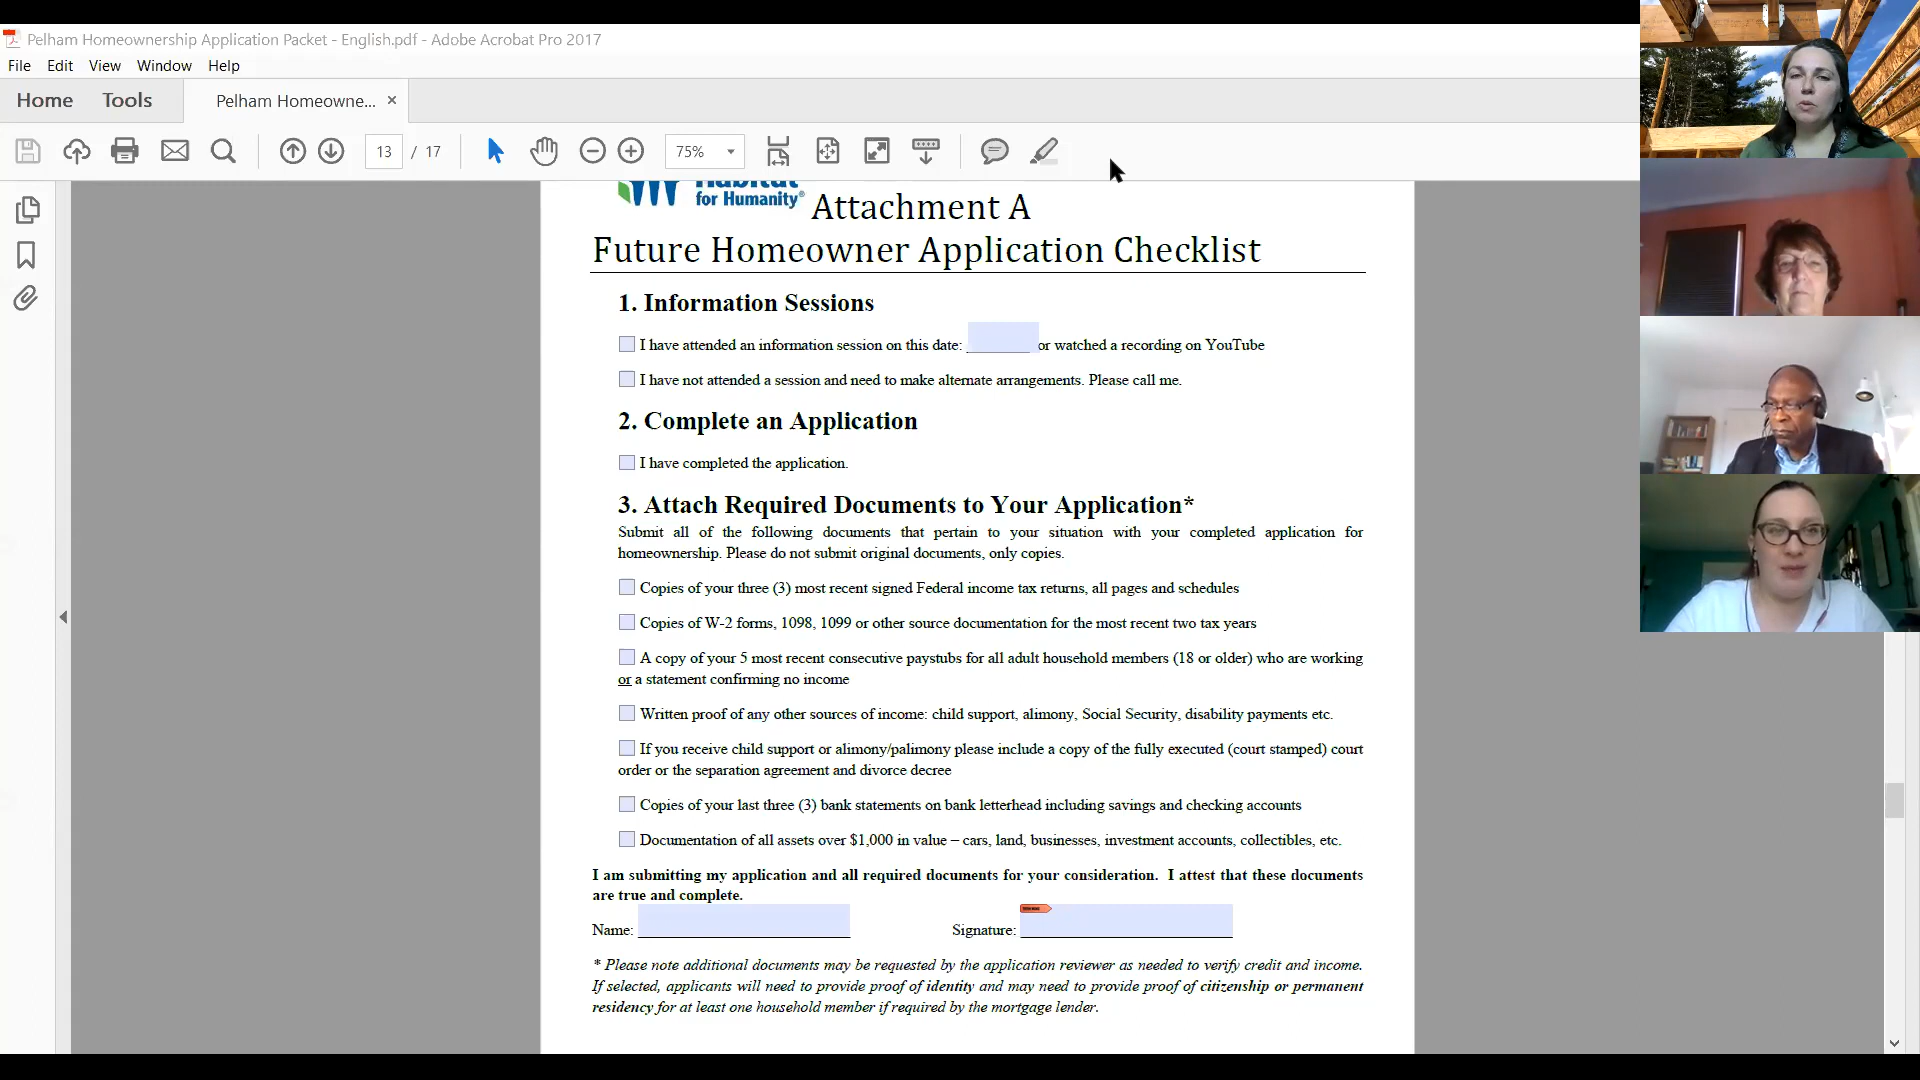 Pelham Homeownership Application Packet - English.pdf - Adobe Acrobat Pro 2017
File Edit View Window Help
Home Tools Pelham Homeowne... ×
13 / 17 75%
Habitat
for Humanity®
Attachment A
Future Homeowner Application Checklist
1. Information Sessions
I have attended an information session on this date: or watched a recording on YouTube
I have not attended a session and need to make alternate arrangements. Please call me.
2. Complete an Application
I have completed the application.
3. Attach Required Documents to Your Application*
Submit all of the following documents that pertain to your situation with your completed application for
homeownership. Please do not submit original documents, only copies.
Copies of your three (3) most recent signed Federal income tax returns, all pages and schedules
Copies of W-2 forms, 1098, 1099 or other source documentation for the most recent two tax years
A copy of your 5 most recent consecutive paystubs for all adult household members (18 or older) who are working
or a statement confirming no income
Written proof of any other sources of income: child support, alimony, Social Security, disability payments etc.
If you receive child support or alimony/palimony please include a copy of the fully executed (court stamped) court
order or the separation agreement and divorce decree
Copies of your last three (3) bank statements on bank letterhead including savings and checking accounts
Documentation of all assets over $1,000 in value – cars, land, businesses, investment accounts, collectibles, etc.
I am submitting my application and all required documents for your consideration. I attest that these documents
are true and complete.
Name: Signature:
* Please note additional documents may be requested by the application reviewer as needed to verify credit and income.
If selected, applicants will need to provide proof of identity and may need to provide proof of citizenship or permanent
residency for at least one household member if required by the mortgage lender.